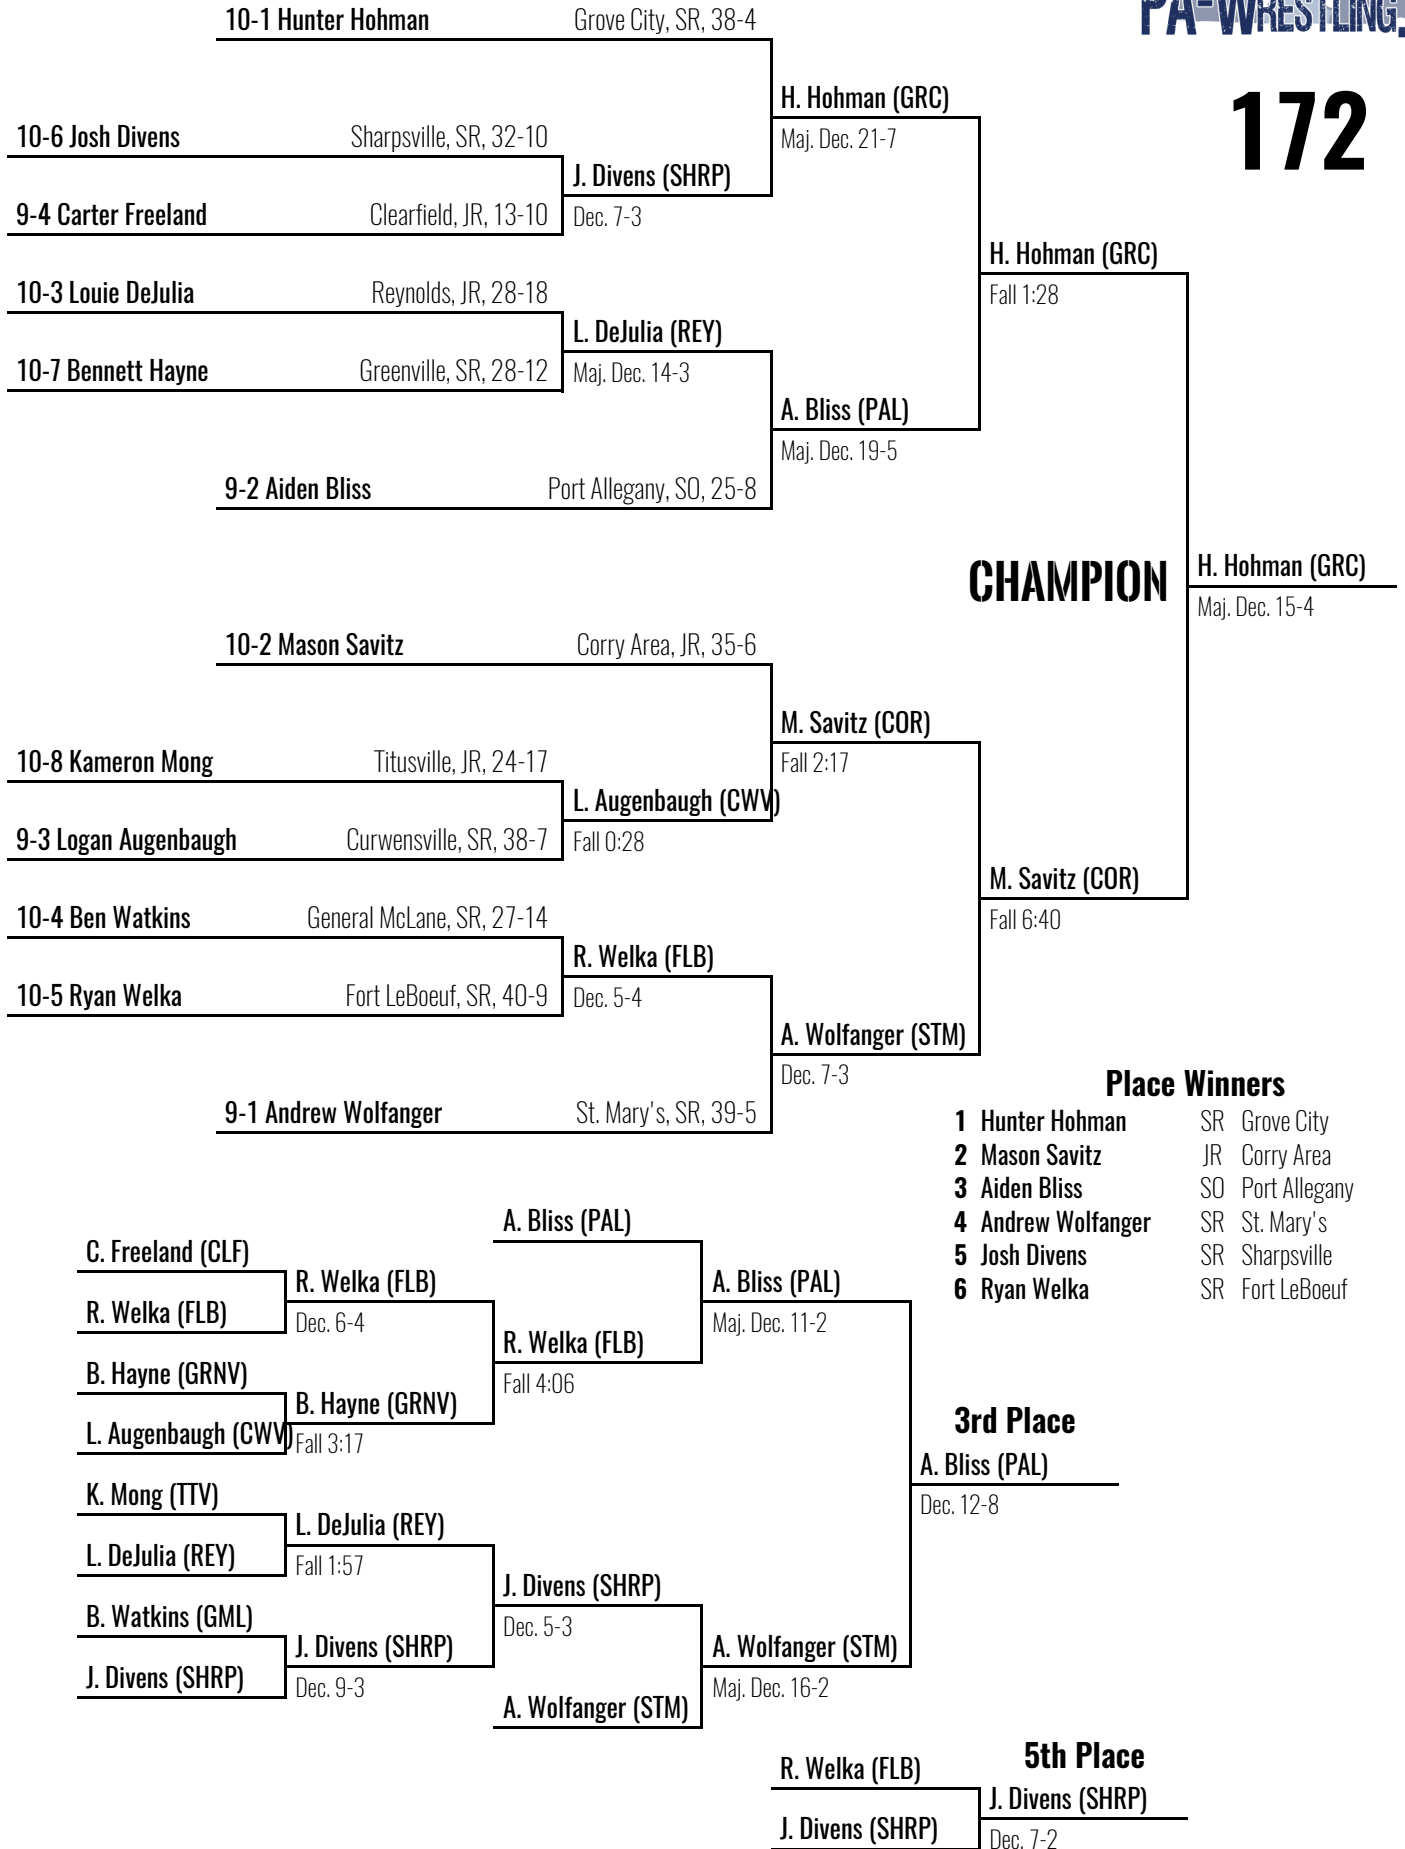 PA-WRESTLING.
172
10-1 Hunter Hohman Grove City, SR, 38-4
H. Hohman (GRC)
Maj. Dec. 21-7
10-6 Josh Divens Sharpsville, SR, 32-10
J. Divens (SHRP)
Dec. 7-3
9-4 Carter Freeland Clearfield, JR, 13-10
H. Hohman (GRC)
Fall 1:28
10-3 Louie DeJulia Reynolds, JR, 28-18
L. DeJulia (REY)
Maj. Dec. 14-3
10-7 Bennett Hayne Greenville, SR, 28-12
A. Bliss (PAL)
Maj. Dec. 19-5
9-2 Aiden Bliss Port Allegany, SO, 25-8
CHAMPION
H. Hohman (GRC)
Maj. Dec. 15-4
10-2 Mason Savitz Corry Area, JR, 35-6
M. Savitz (COR)
Fall 2:17
10-8 Kameron Mong Titusville, JR, 24-17
L. Augenbaugh (CWV)
Fall 0:28
9-3 Logan Augenbaugh Curwensville, SR, 38-7
M. Savitz (COR)
Fall 6:40
10-4 Ben Watkins General McLane, SR, 27-14
R. Welka (FLB)
Dec. 5-4
10-5 Ryan Welka Fort LeBoeuf, SR, 40-9
A. Wolfanger (STM)
Dec. 7-3
9-1 Andrew Wolfanger St. Mary's, SR, 39-5
Place Winners
1 Hunter Hohman SR Grove City
2 Mason Savitz JR Corry Area
3 Aiden Bliss SO Port Allegany
4 Andrew Wolfanger SR St. Mary's
5 Josh Divens SR Sharpsville
6 Ryan Welka SR Fort LeBoeuf
A. Bliss (PAL)
C. Freeland (CLF)
R. Welka (FLB)
Dec. 6-4
R. Welka (FLB)
A. Bliss (PAL)
Maj. Dec. 11-2
R. Welka (FLB)
Fall 4:06
B. Hayne (GRNV)
B. Hayne (GRNV)
Fall 3:17
L. Augenbaugh (CWV)
3rd Place
A. Bliss (PAL)
Dec. 12-8
K. Mong (TTV)
L. DeJulia (REY)
Fall 1:57
L. DeJulia (REY)
J. Divens (SHRP)
Dec. 5-3
B. Watkins (GML)
J. Divens (SHRP)
Dec. 9-3
J. Divens (SHRP)
A. Wolfanger (STM)
Maj. Dec. 16-2
A. Wolfanger (STM)
5th Place
R. Welka (FLB)
J. Divens (SHRP)
Dec. 7-2
J. Divens (SHRP)